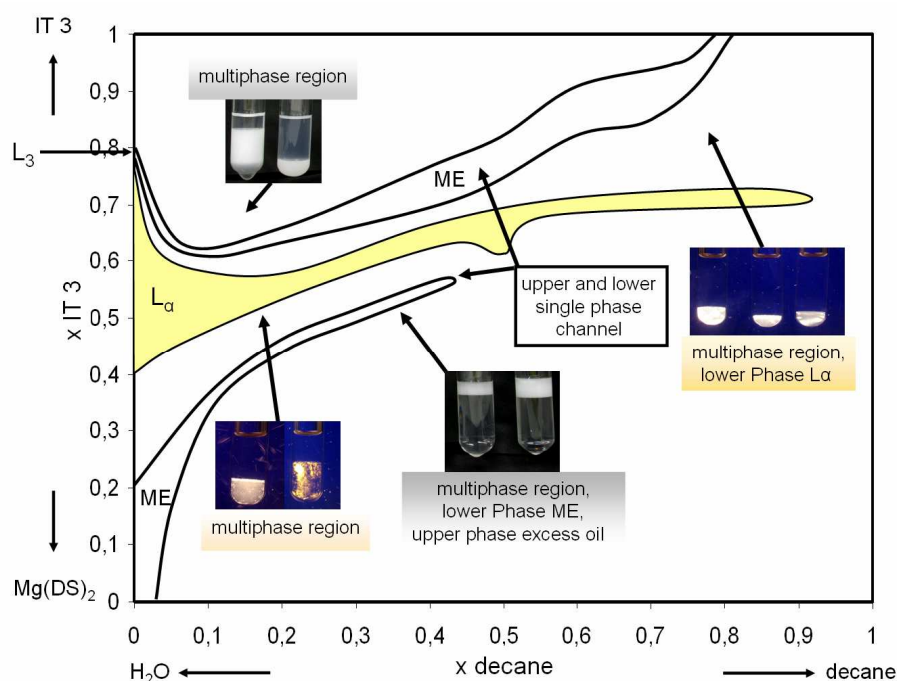 IT 3
1
multiphase region
0,9
L₃
0,8
ME
0,7
0,6
x IT 3
Lα
0,5
upper and lower
single phase
channel
multiphase region,
lower Phase Lα
0,4
0,3
0,2
ME
multiphase region
multiphase region,
lower Phase ME,
upper phase excess oil
0,1
Mg(DS)₂
0
0 0,1 0,2 0,3 0,4 0,5 0,6 0,7 0,8 0,9 1
H₂O x decane decane